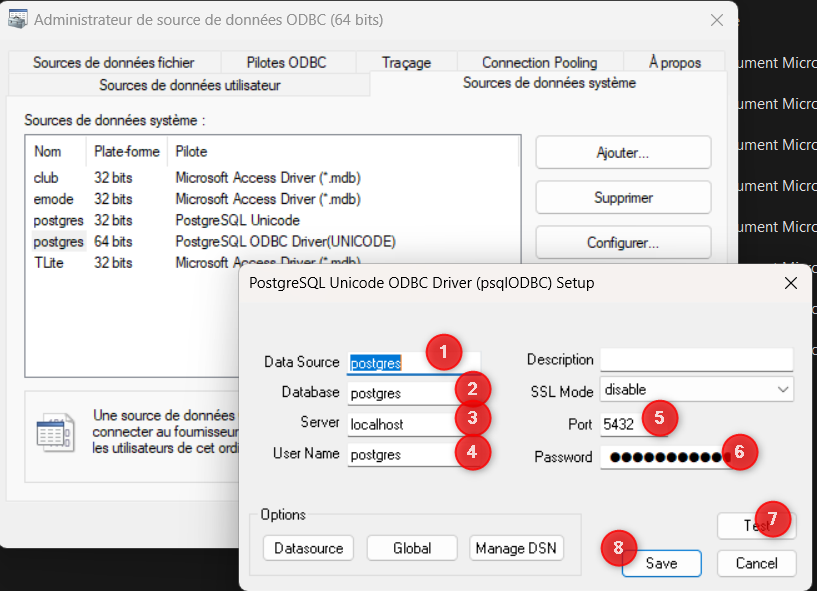 Administrateur de source de données ODBC (64 bits)
Sources de données fichier Pilotes ODBC Traçage Connection Pooling À propos
Sources de données utilisateur Sources de données système
Sources de données système :
Nom Plate-forme Pilote
club 32 bits Microsoft Access Driver (*.mdb)
emode 32 bits Microsoft Access Driver (*.mdb)
postgres 32 bits PostgreSQL Unicode
postgres 64 bits PostgreSQL ODBC Driver(UNICODE)
TLite 32 bits Microsoft Access Driver (*.mdb)
Ajouter...
Supprimer
Configurer...
Une source de données
connecter au fournisseur
les utilisateurs de cet ordi
PostgreSQL Unicode ODBC Driver (psqlODBC) Setup
Data Source postgres 1
Database postgres 2
Server localhost 3
User Name postgres 4
Description
SSL Mode disable
Port 5432 5
Password ●●●●●●●●●●● 6
Options
Datasource Global Manage DSN
Test 7
8 Save Cancel
ument Micro
ument Micro
ument Micro
ument Micro
ument Micro